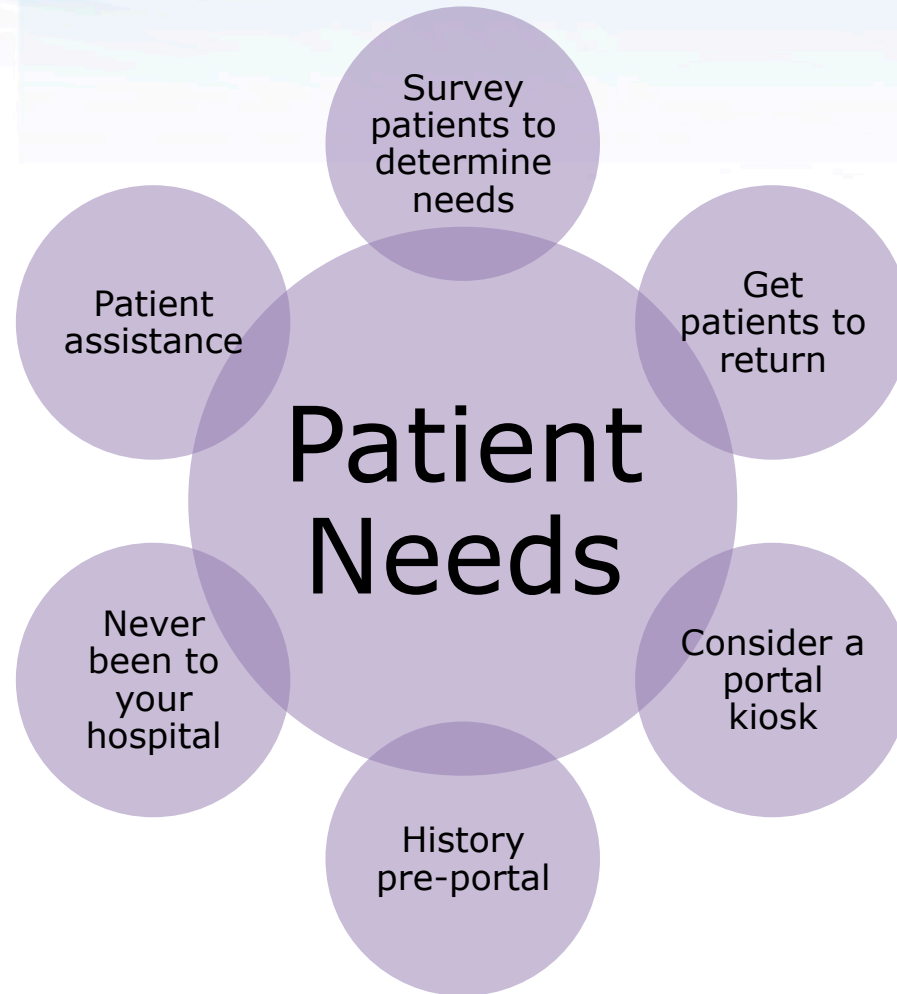 Survey
patients to
determine
needs
Get
patients to
return
Consider a
portal
kiosk
History
pre-portal
Never
been to
your
hospital
Patient
assistance
Patient
Needs